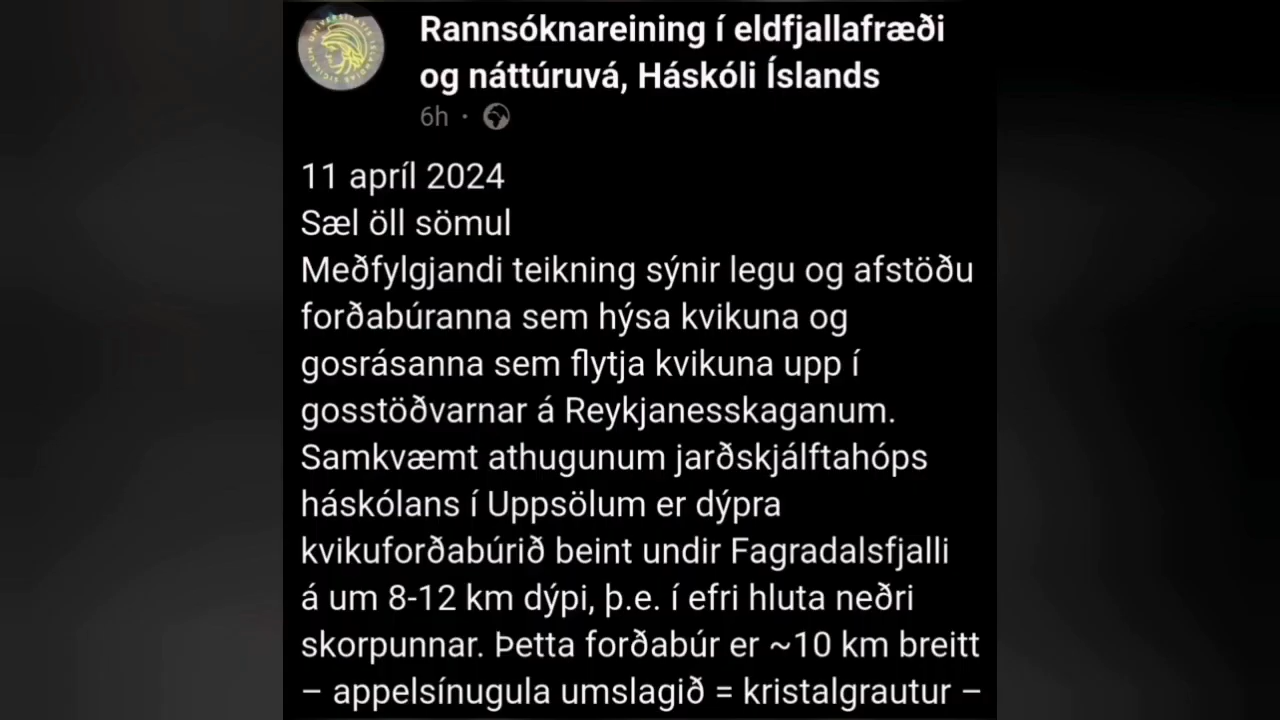 Rannsóknareining í eldfjallafræði
og náttúruvá, Háskóli Íslands
6h ·
11 apríl 2024
Sæl öll sömul
Meðfylgjandi teikning sýnir legu og afstöðu
forðabúranna sem hýsa kvikuna og
gosrásanna sem flytja kvikuna upp í
gosstöðvarnar á Reykjanesskaganum.
Samkvæmt athugunum jarðskjálftahóps
háskólans í Uppsölum er dýpra
kvikuforðabúrið beint undir Fagradalsfjalli
á um 8-12 km dýpi, þ.e. í efri hluta neðri
skorpunnar. Þetta forðabúr er ~10 km breitt
– appelsínugula umslagið = kristalgrautur –